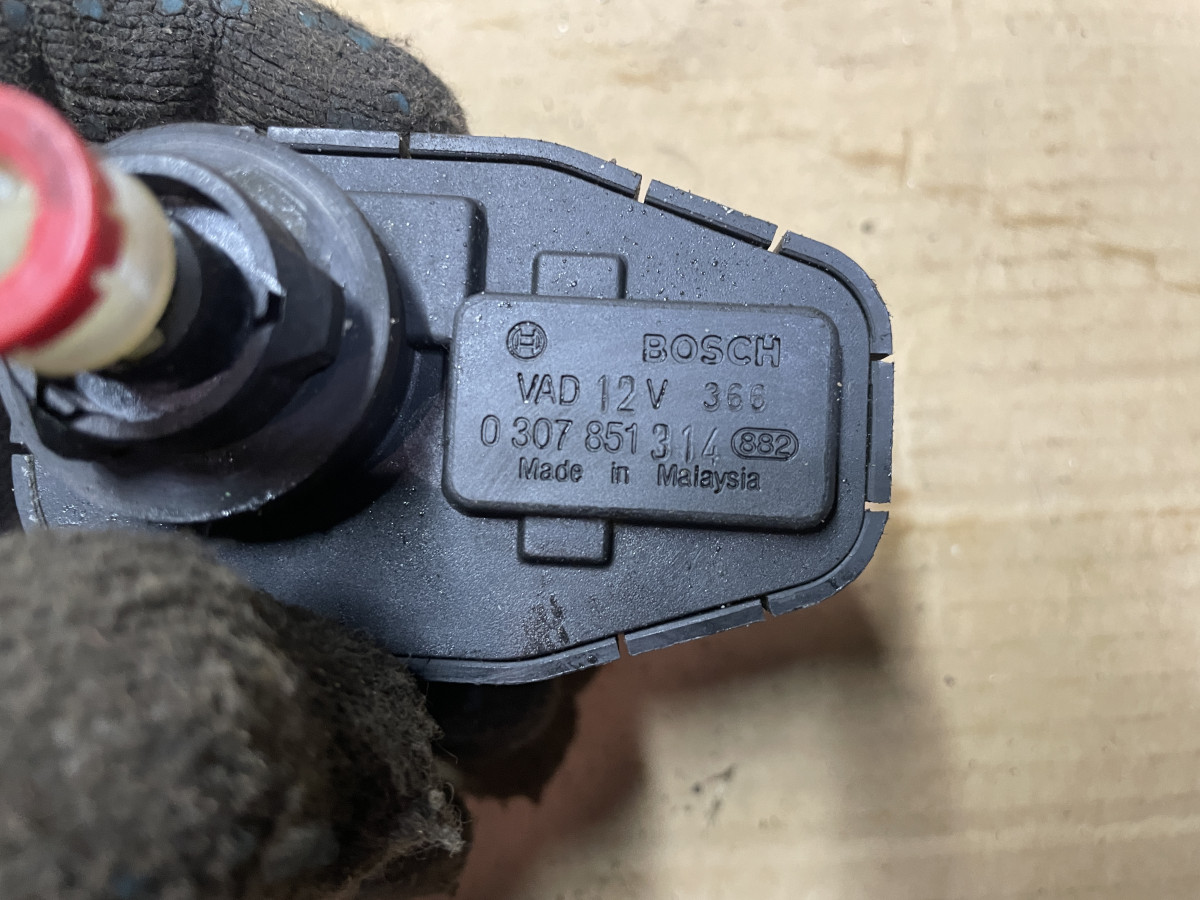 BOSCH
VAD 12V 366
0 307 851 314 882
Made in Malaysia